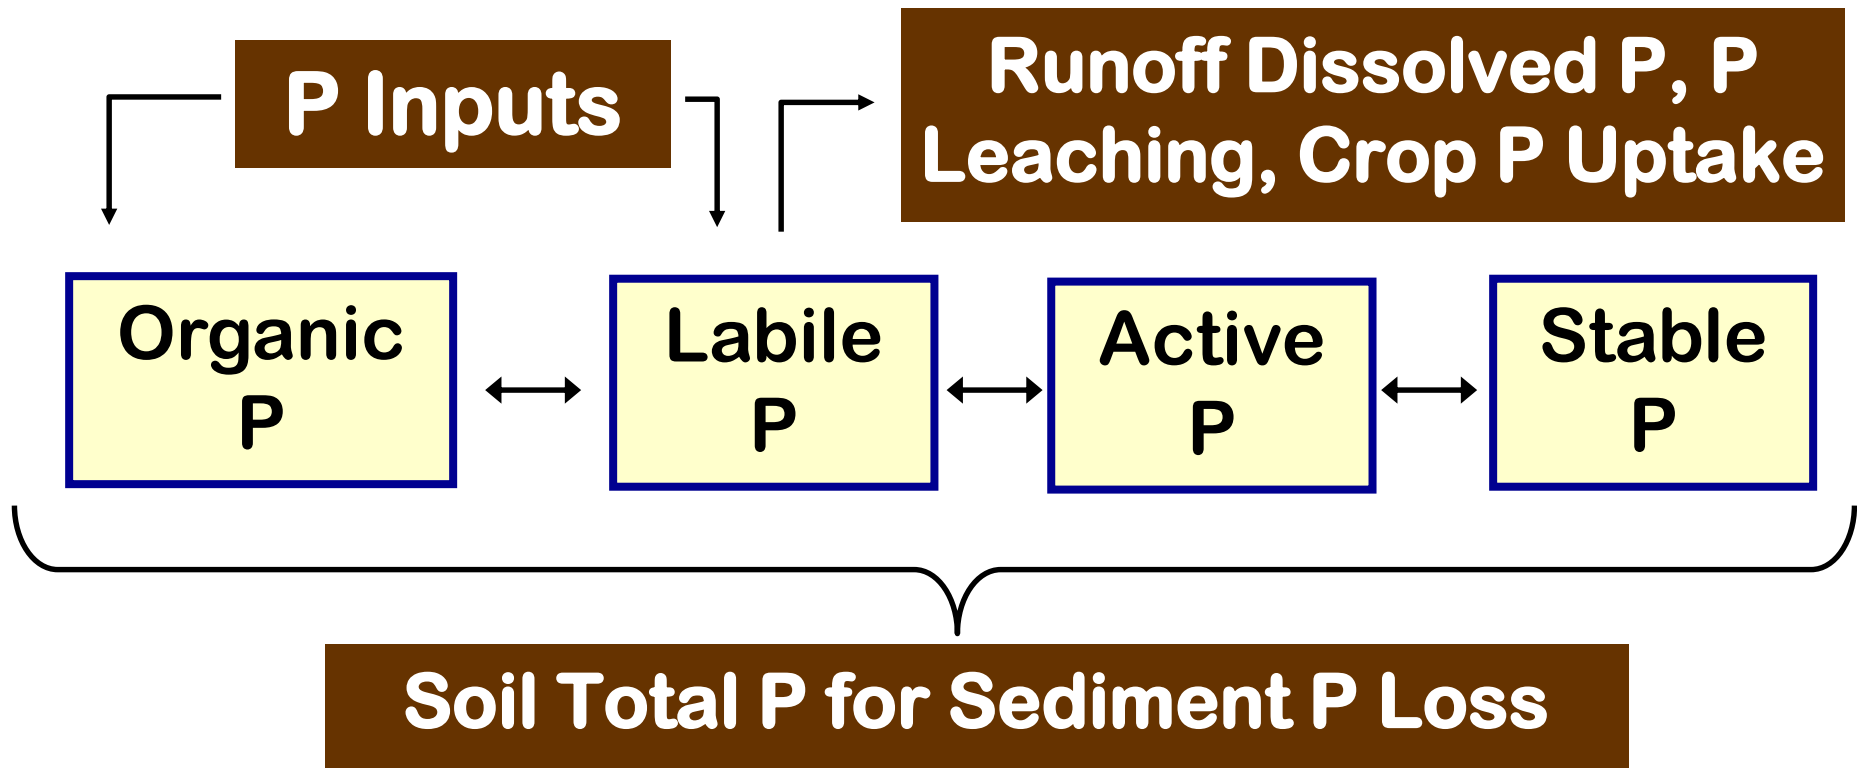 P Inputs
Runoff Dissolved P, P
Leaching, Crop P Uptake
Organic
P
Labile
P
Active
P
Stable
P
Soil Total P for Sediment P Loss